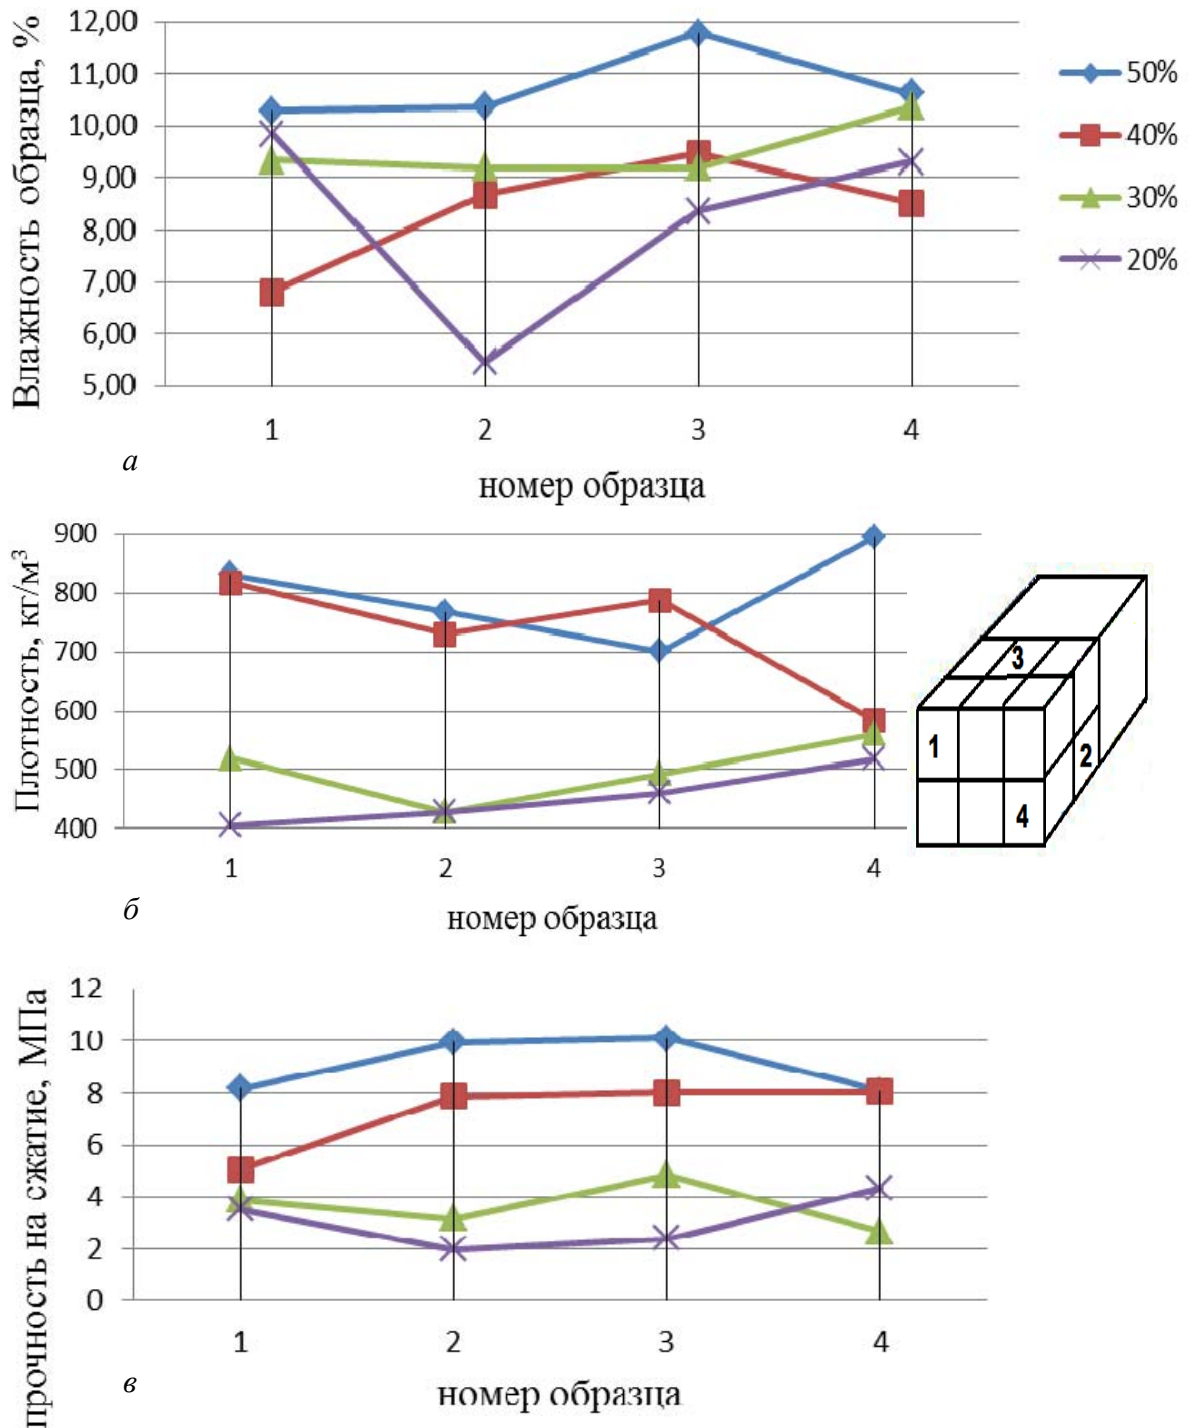 Влажность образца, %
12,00
11,00
10,00
9,00
8,00
7,00
6,00
5,00
1 2 3 4
а
номер образца
50%
40%
30%
20%
Плотность, кг/м³
900
800
700
600
500
400
1 2 3 4
б
номер образца
3
1
2
4
прочность на сжатие, МПа
12
10
8
6
4
2
0
1 2 3 4
в
номер образца